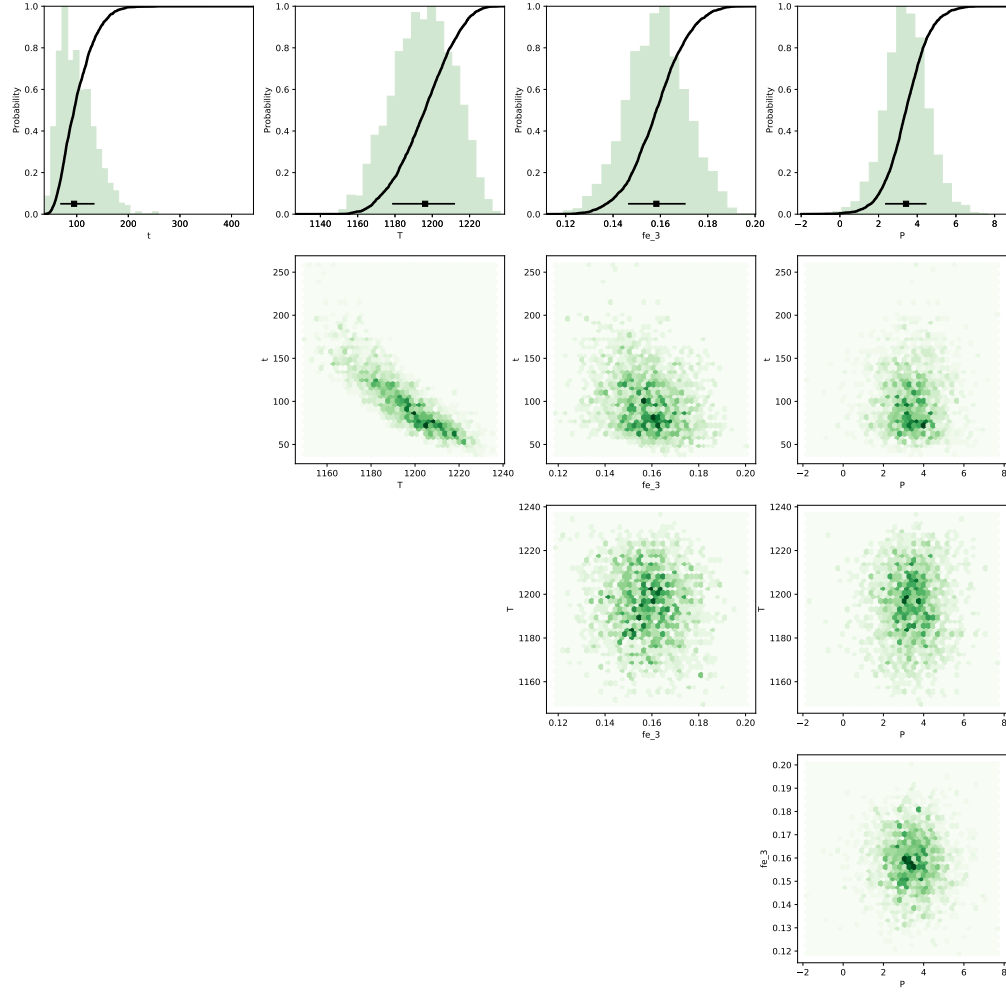 1.0
0.8
0.6
0.4
0.2
0.0
Probability
100 200 300 400
t
1.0
0.8
0.6
0.4
0.2
0.0
Probability
1140 1160 1180 1200 1220
T
1.0
0.8
0.6
0.4
0.2
0.0
Probability
0.12 0.14 0.16 0.18 0.20
fe_3
1.0
0.8
0.6
0.4
0.2
0.0
Probability
−2 0 2 4 6 8
P
250
200
150
100
50
t
1160 1180 1200 1220 1240
T
250
200
150
100
50
t
0.12 0.14 0.16 0.18 0.20
fe_3
250
200
150
100
50
t
−2 0 2 4 6 8
P
1240
1220
1200
1180
1160
T
0.12 0.14 0.16 0.18 0.20
fe_3
1240
1220
1200
1180
1160
T
−2 0 2 4 6 8
P
0.20
0.19
0.18
0.17
0.16
0.15
0.14
0.13
0.12
fe_3
−2 0 2 4 6 8
P